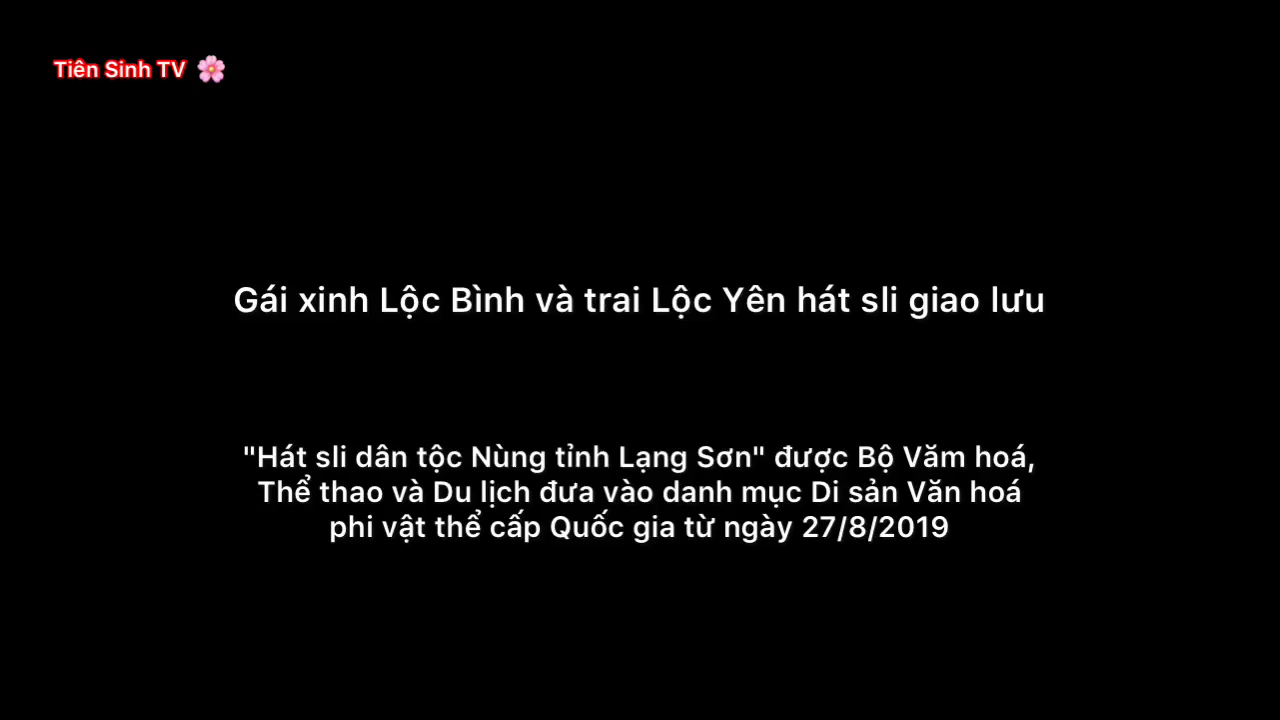 Tiên Sinh TV 🌸
Gái xinh Lộc Bình và trai Lộc Yên hát sli giao lưu
"Hát sli dân tộc Nùng tỉnh Lạng Sơn" được Bộ Văm hoá,
Thể thao và Du lịch đưa vào danh mục Di sản Văn hoá
phi vật thể cấp Quốc gia từ ngày 27/8/2019